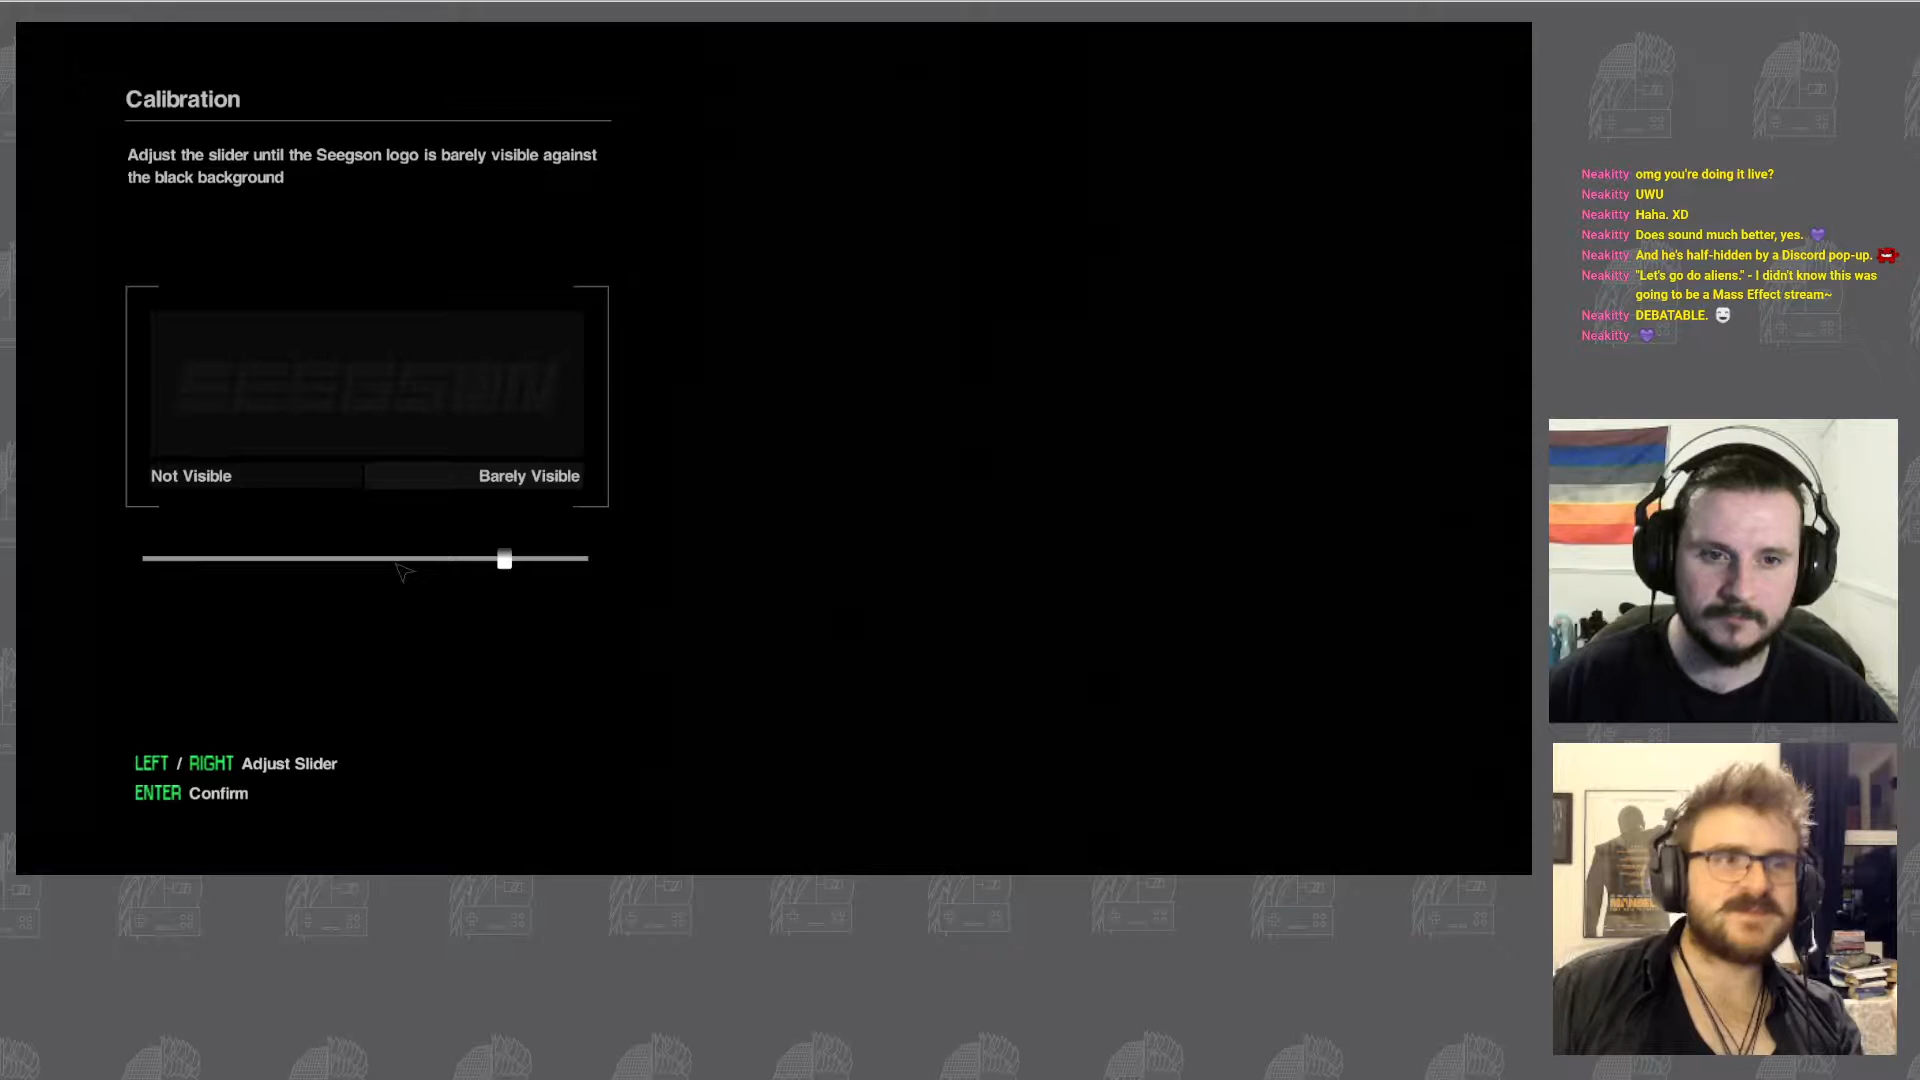 Calibration
Adjust the slider until the Seegson logo is barely visible against
the black background
SEEGSON
Not Visible
Barely Visible
LEFT / RIGHT Adjust Slider
ENTER Confirm
Neakitty omg you're doing it live?
Neakitty UWU
Neakitty Haha. XD
Neakitty Does sound much better, yes. 💜
Neakitty And he's half-hidden by a Discord pop-up.
Neakitty "Let's go do aliens." - I didn't know this was
going to be a Mass Effect stream~
Neakitty DEBATABLE.
Neakitty 💜